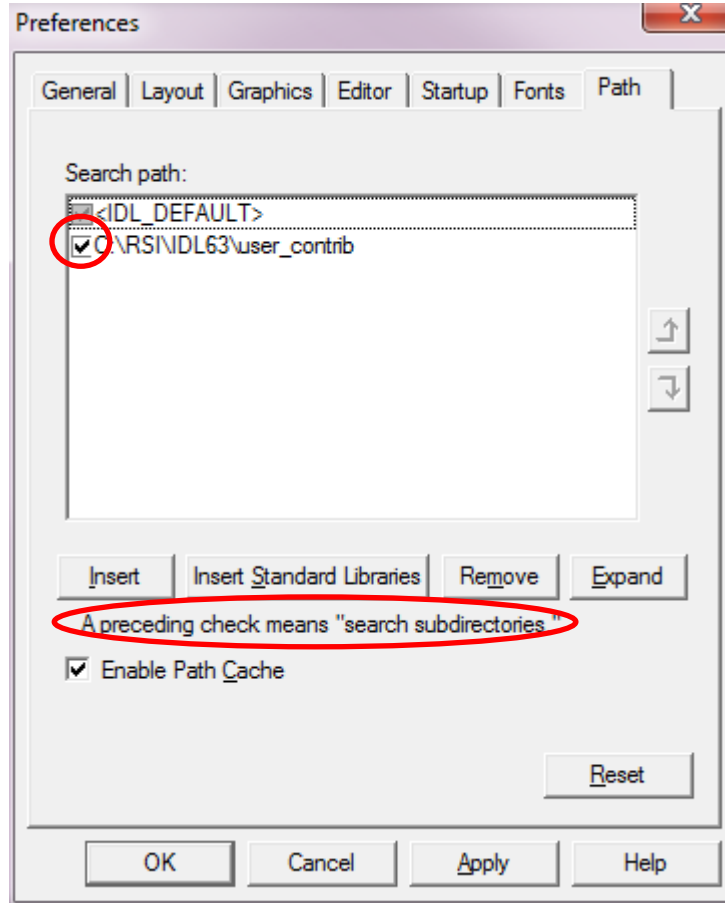 Preferences
General Layout Graphics Editor Startup Fonts Path
Search path:
<IDL_DEFAULT>
C:\RSI\IDL63\user_contrib
Insert Insert Standard Libraries Remove Expand
A preceding check means "search subdirectories."
Enable Path Cache
Reset
OK Cancel Apply Help